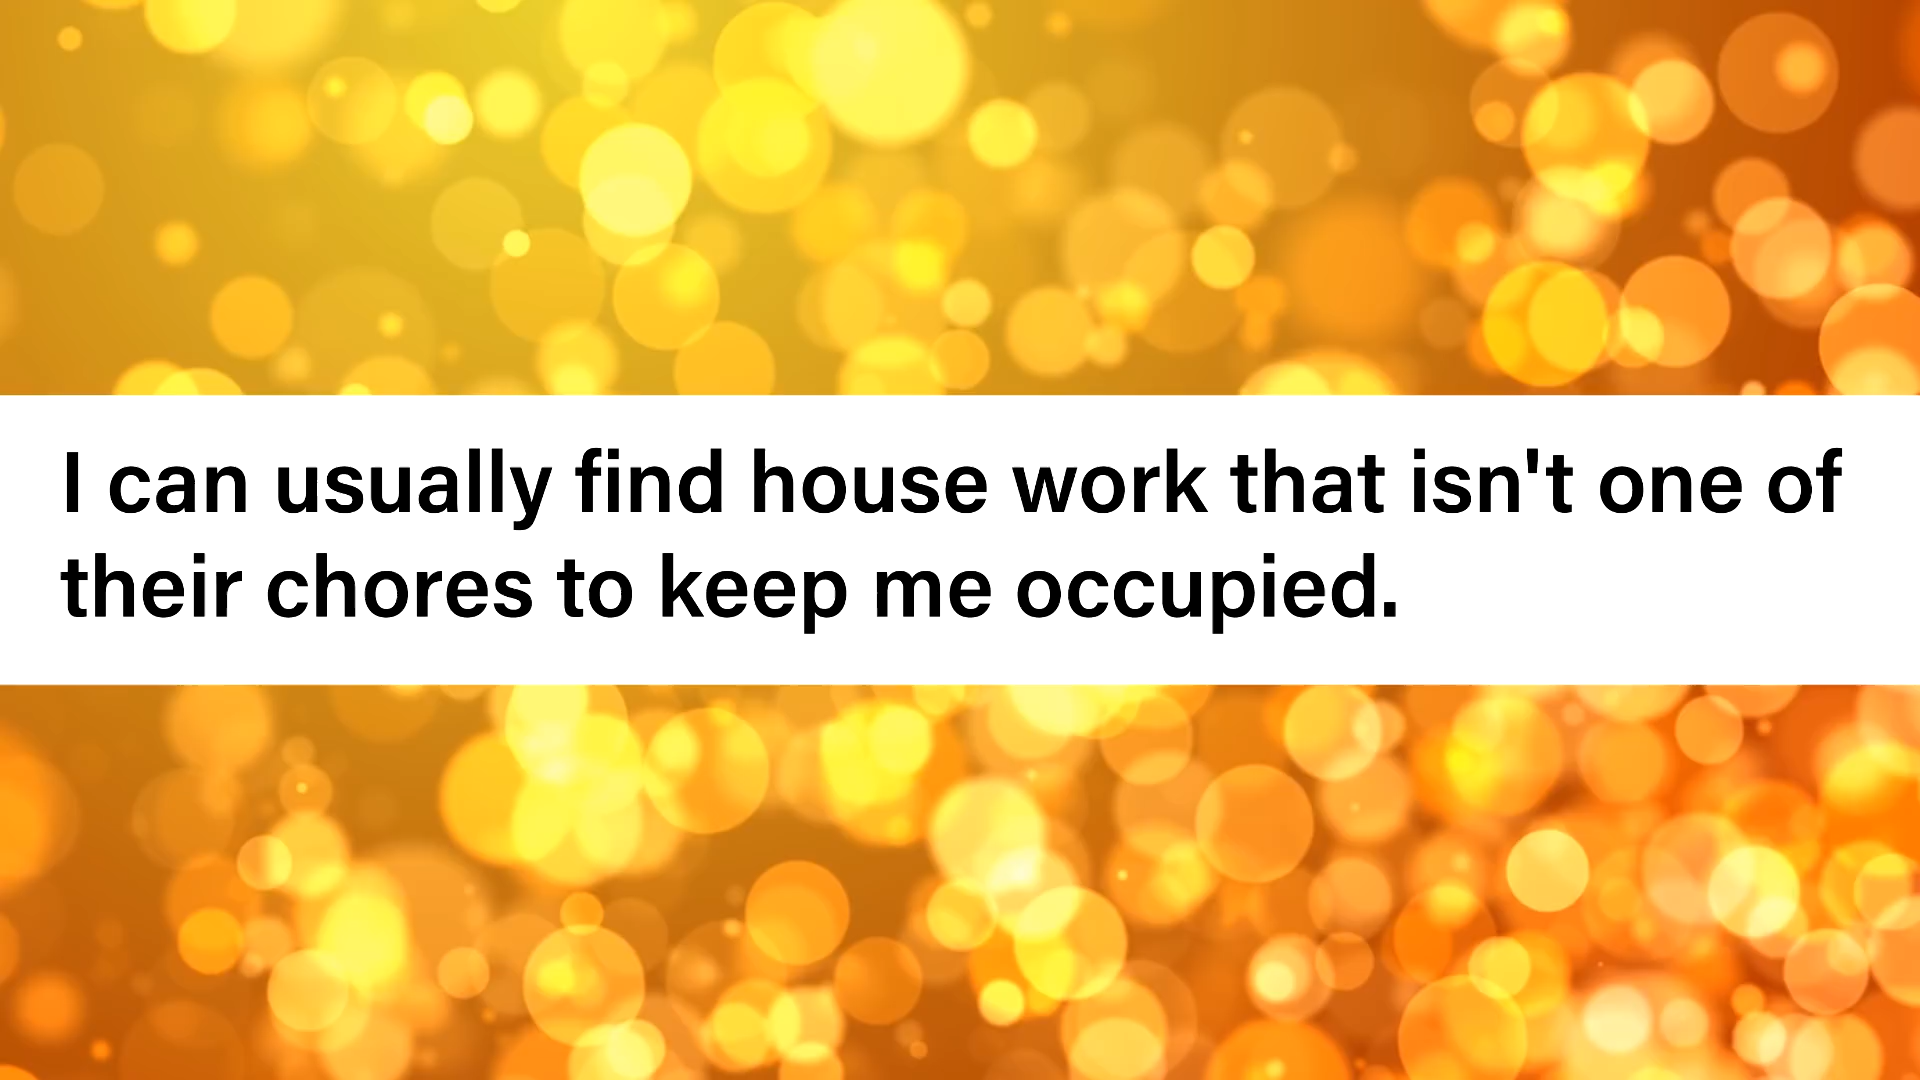 I can usually find house work that isn't one of
their chores to keep me occupied.